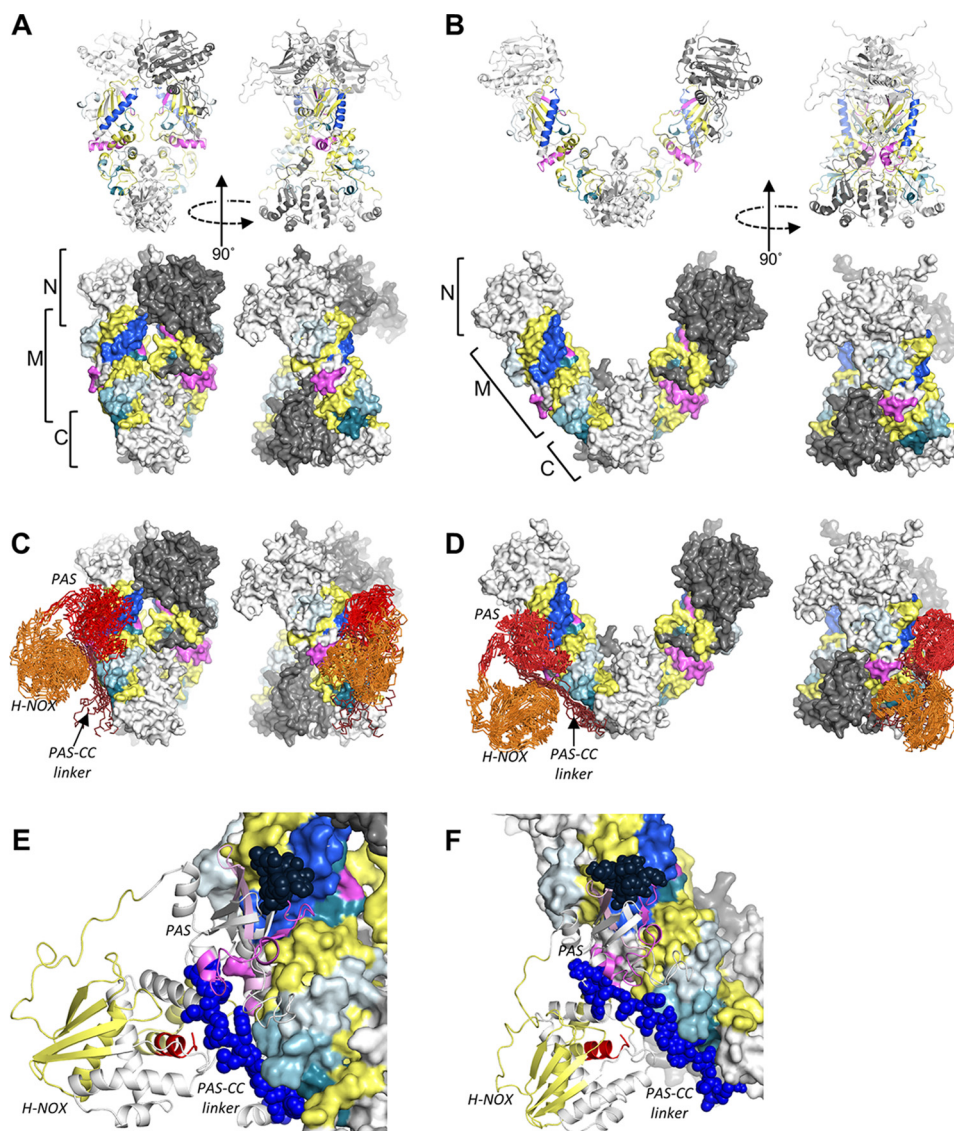 A
B
90°
90°
N
M
C
N
M
C
C
D
PAS
H-NOX
PAS-CC
linker
PAS
H-NOX
PAS-CC
linker
E
F
PAS
H-NOX
PAS-CC
linker
PAS
H-NOX
PAS-CC
linker